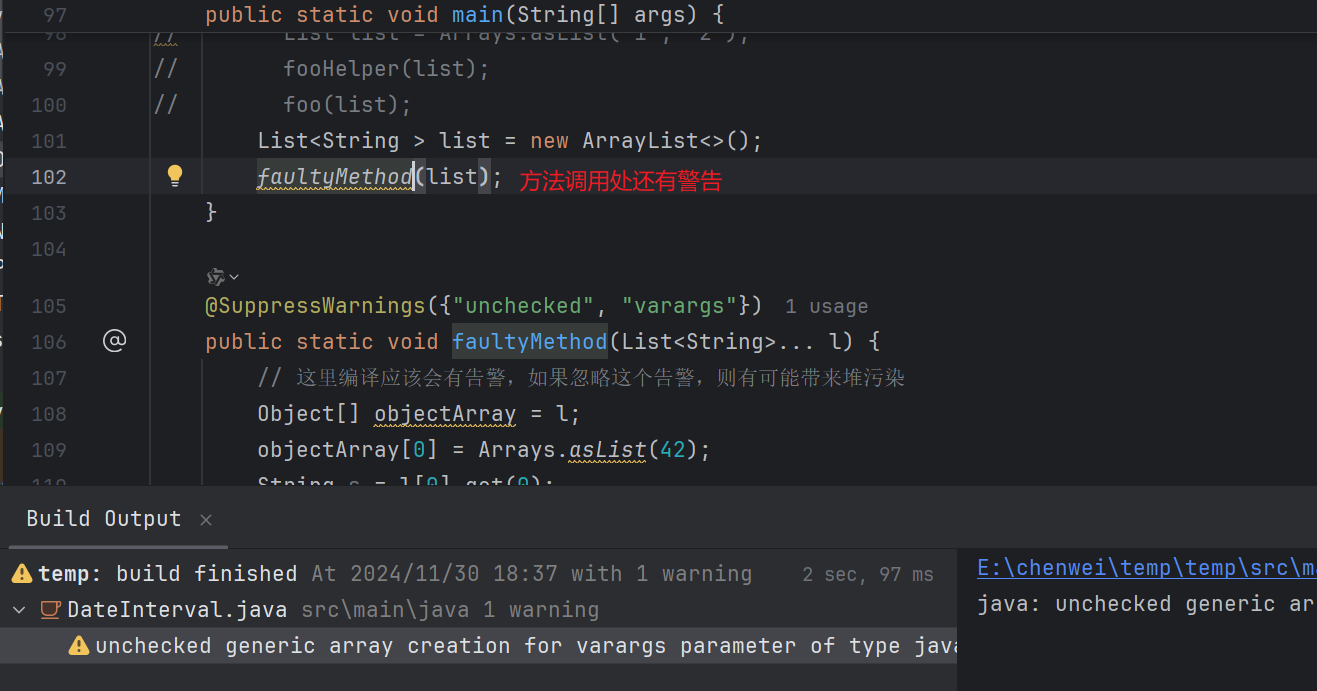 97 public static void main(String[] args) {
98 // List list = Arrays.asList("1", "2");
99 // fooHelper(list);
100 // foo(list);
101 List<String > list = new ArrayList<>();
102 faultyMethod(list); 方法调用处还有警告
103 }
104
105 @SuppressWarnings({"unchecked", "varargs"}) 1 usage
106 @ public static void faultyMethod(List<String>... l) {
107 // 这里编译应该会有告警，如果忽略这个告警，则有可能带来堆污染
108 Object[] objectArray = l;
109 objectArray[0] = Arrays.asList(42);
110 String s = l[0].get(0);
Build Output ×
temp: build finished At 2024/11/30 18:37 with 1 warning 2 sec, 97 ms
DateInterval.java src\main\java 1 warning
unchecked generic array creation for varargs parameter of type java
E:\chenwei\temp\temp\src\m
java: unchecked generic ar